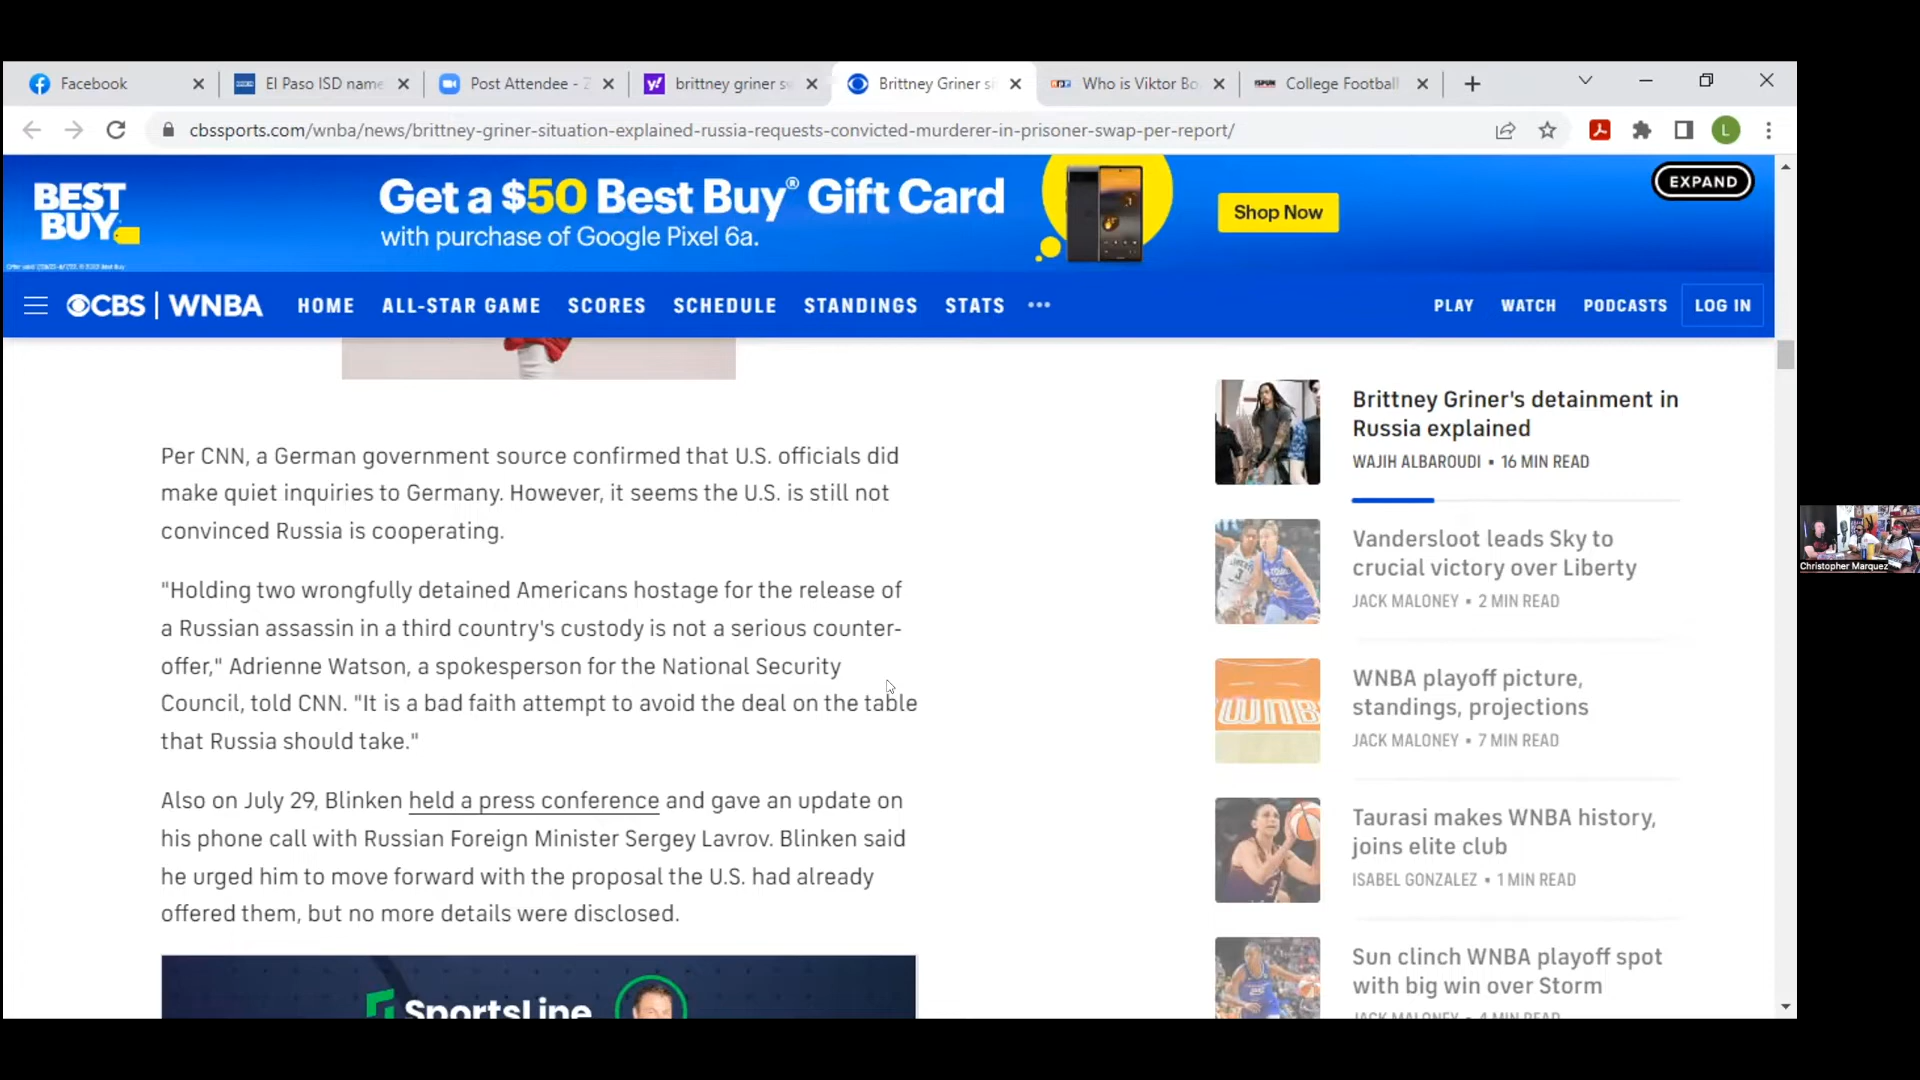 Facebook
El Paso ISD name
Post Attendee - Z
brittney griner sw
Brittney Griner si
Who is Viktor Bo
College Football
cbssports.com/wnba/news/brittney-griner-situation-explained-russia-requests-convicted-murderer-in-prisoner-swap-per-report/
L
BEST
BUY
Get a $50 Best Buy® Gift Card
with purchase of Google Pixel 6a.
Shop Now
EXPAND
CBS | WNBA
HOME
ALL-STAR GAME
SCORES
SCHEDULE
STANDINGS
STATS
•••
PLAY
WATCH
PODCASTS
LOG IN
Per CNN, a German government source confirmed that U.S. officials did
make quiet inquiries to Germany. However, it seems the U.S. is still not
convinced Russia is cooperating.
"Holding two wrongfully detained Americans hostage for the release of
a Russian assassin in a third country's custody is not a serious counter-
offer," Adrienne Watson, a spokesperson for the National Security
Council, told CNN. "It is a bad faith attempt to avoid the deal on the table
that Russia should take."
Also on July 29, Blinken held a press conference and gave an update on
his phone call with Russian Foreign Minister Sergey Lavrov. Blinken said
he urged him to move forward with the proposal the U.S. had already
offered them, but no more details were disclosed.
SportsLine
Brittney Griner's detainment in
Russia explained
WAJIH ALBAROUDI • 16 MIN READ
Vandersloot leads Sky to
crucial victory over Liberty
JACK MALONEY • 2 MIN READ
WNBA playoff picture,
standings, projections
JACK MALONEY • 7 MIN READ
WNB
Taurasi makes WNBA history,
joins elite club
ISABEL GONZALEZ • 1 MIN READ
Sun clinch WNBA playoff spot
with big win over Storm
JACK MALONEY • 4 MIN READ
Christopher Marquez